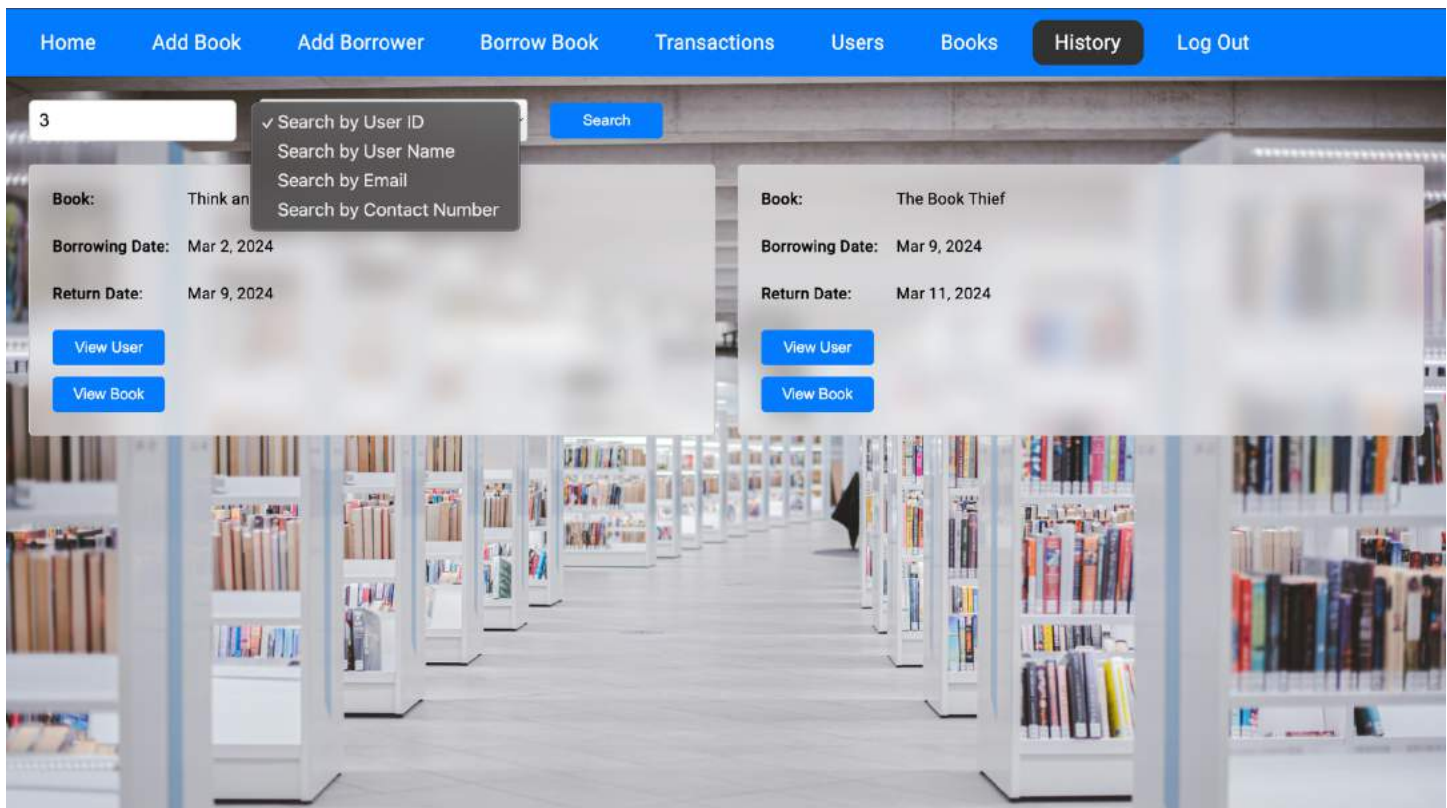 Home Add Book Add Borrower Borrow Book Transactions Users Books History Log Out
3
✓ Search by User ID
Search by User Name
Search by Email
Search by Contact Number
Search
Book: Think an
Borrowing Date: Mar 2, 2024
Return Date: Mar 9, 2024
View User
View Book
Book: The Book Thief
Borrowing Date: Mar 9, 2024
Return Date: Mar 11, 2024
View User
View Book